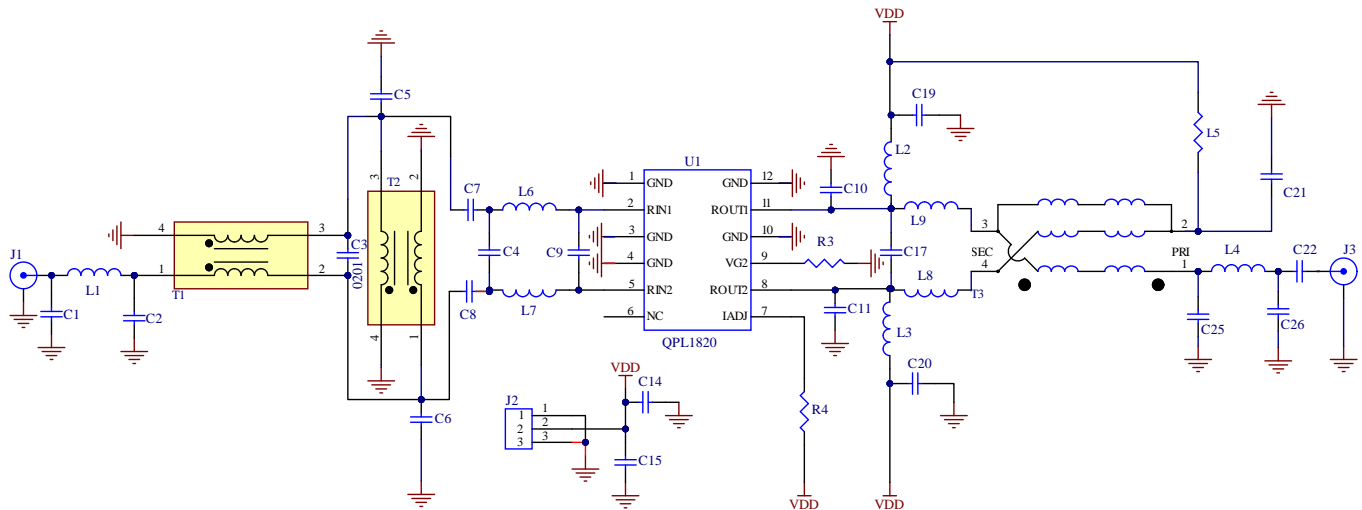 VDD
C19
C5
L5
L2
U1
3
2
T2
1
GND
GND
12
C10
C21
C7
L6
2
RIN1
ROUT1
11
L9
3
2
4
3
C3
0201
3
GND
GND
10
R3
C17
SEC
PRI
L4
C22
J3
C4
C9
4
GND
VG2
9
J1
1
2
L1
T1
5
RIN2
ROUT2
8
L8
4
1
T3
C8
L7
C11
C1
C2
6
NC
IADJ
7
L3
C25
C26
4
1
QPL1820
VDD
C14
C20
J2
1
1
2
2
3
3
C6
R4
C15
VDD
VDD